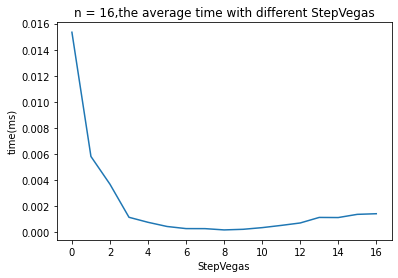 n = 16,the average time with different StepVegas
0.016
0.014
0.012
0.010
0.008
0.006
0.004
0.002
0.000
time(ms)
0 2 4 6 8 10 12 14 16
StepVegas